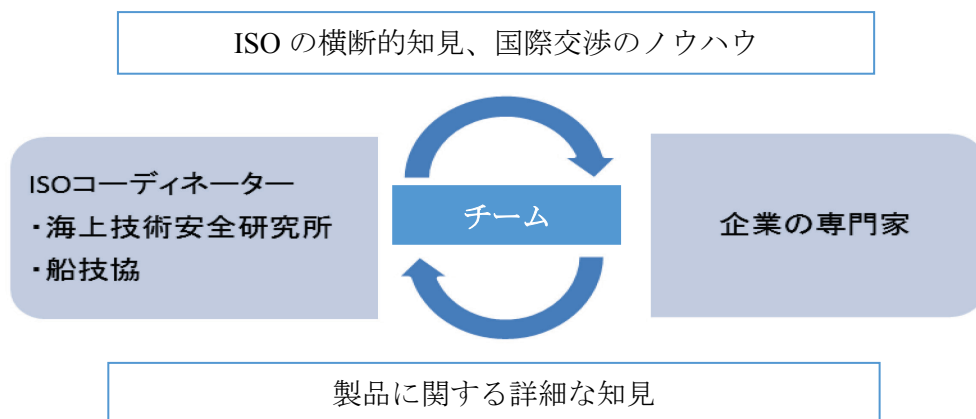 ISO の横断的知見、国際交渉のノウハウ
ISOコーディネーター
・海上技術安全研究所
・船技協
チーム
企業の専門家
製品に関する詳細な知見